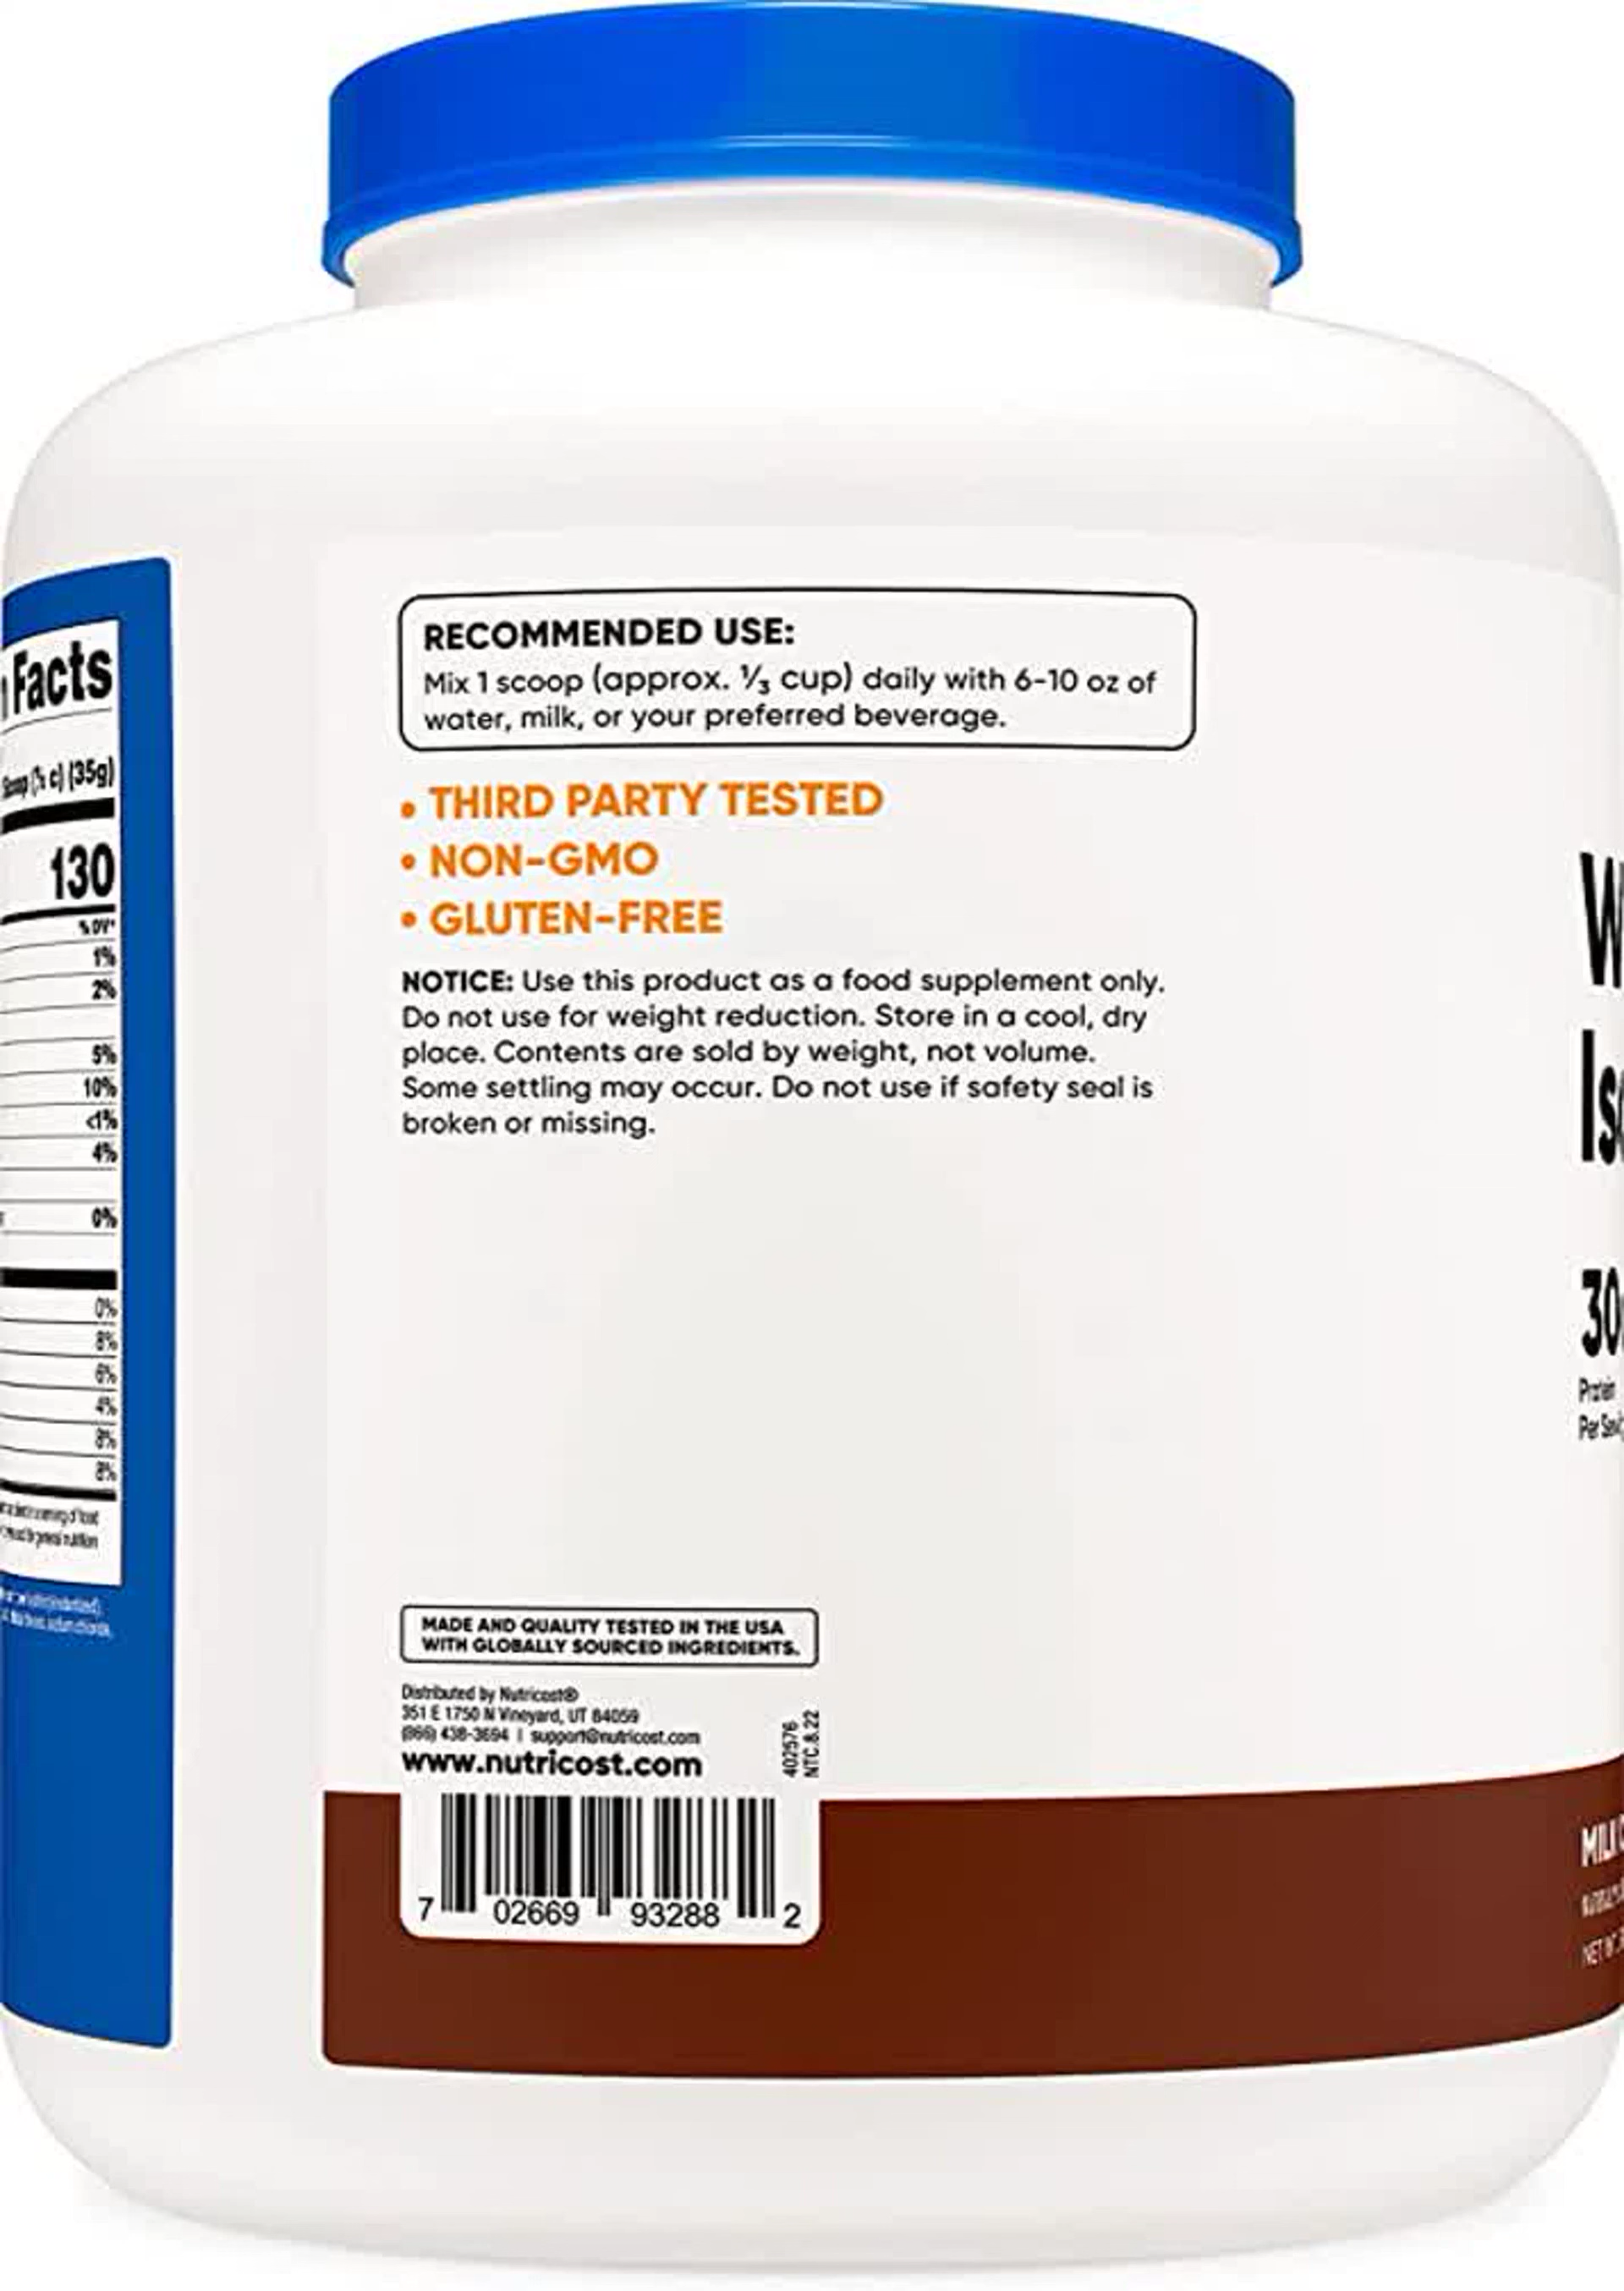 Facts
(35g)
130
% DV*
1%
2%
5%
10%
<1%
4%
0%
0%
8%
6%
4%
8%
8%
RECOMMENDED USE:
Mix 1 scoop (approx. ⅓ cup) daily with 6-10 oz of
water, milk, or your preferred beverage.
• THIRD PARTY TESTED
• NON-GMO
• GLUTEN-FREE
NOTICE: Use this product as a food supplement only.
Do not use for weight reduction. Store in a cool, dry
place. Contents are sold by weight, not volume.
Some settling may occur. Do not use if safety seal is
broken or missing.
MADE AND QUALITY TESTED IN THE USA
WITH GLOBALLY SOURCED INGREDIENTS.
Distributed by Nutricost®
351 E 1750 N Vineyard, UT 84059
(866) 438-3694 | support@nutricost.com
www.nutricost.com
402576
NTC.8.22
7 02669 93288 2
W
Iso
30
Protein
Per
MILK
NET